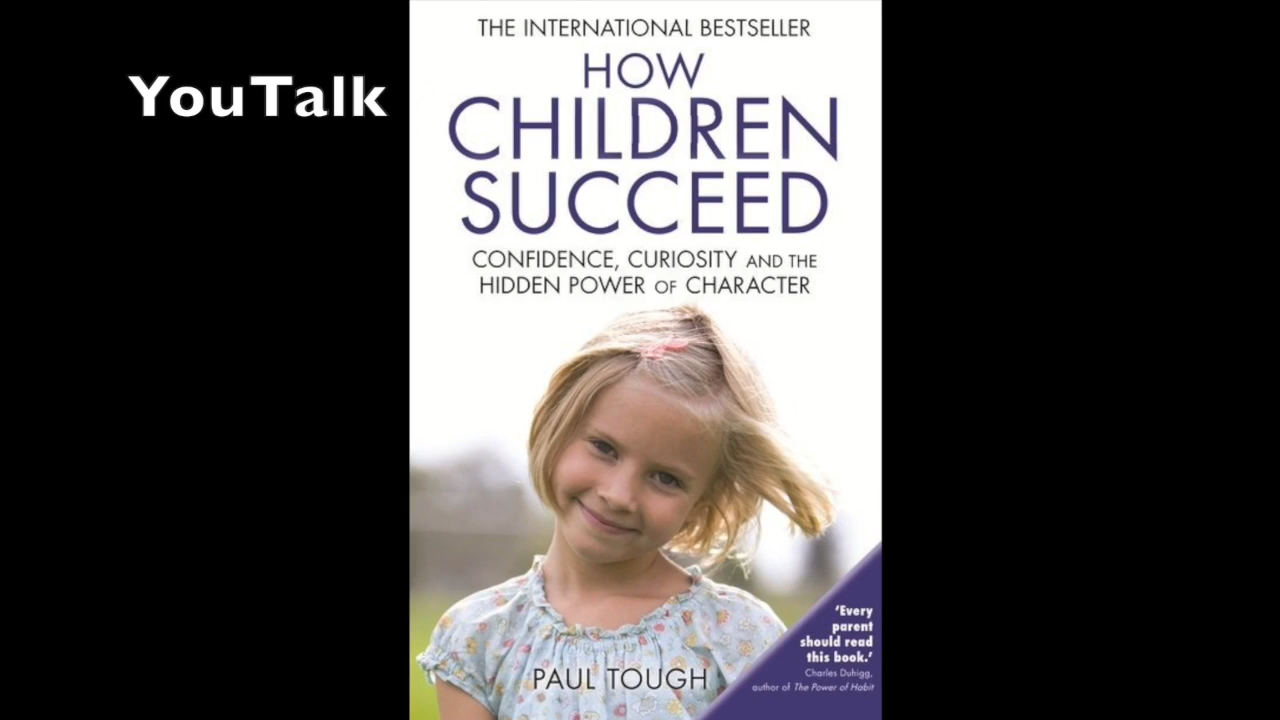 YouTalk
THE INTERNATIONAL BESTSELLER
HOW
CHILDREN
SUCCEED
CONFIDENCE, CURIOSITY AND THE
HIDDEN POWER OF CHARACTER
PAUL TOUGH
‘Every
parent
should read
this book.’
Charles Duhigg,
author of The Power of Habit